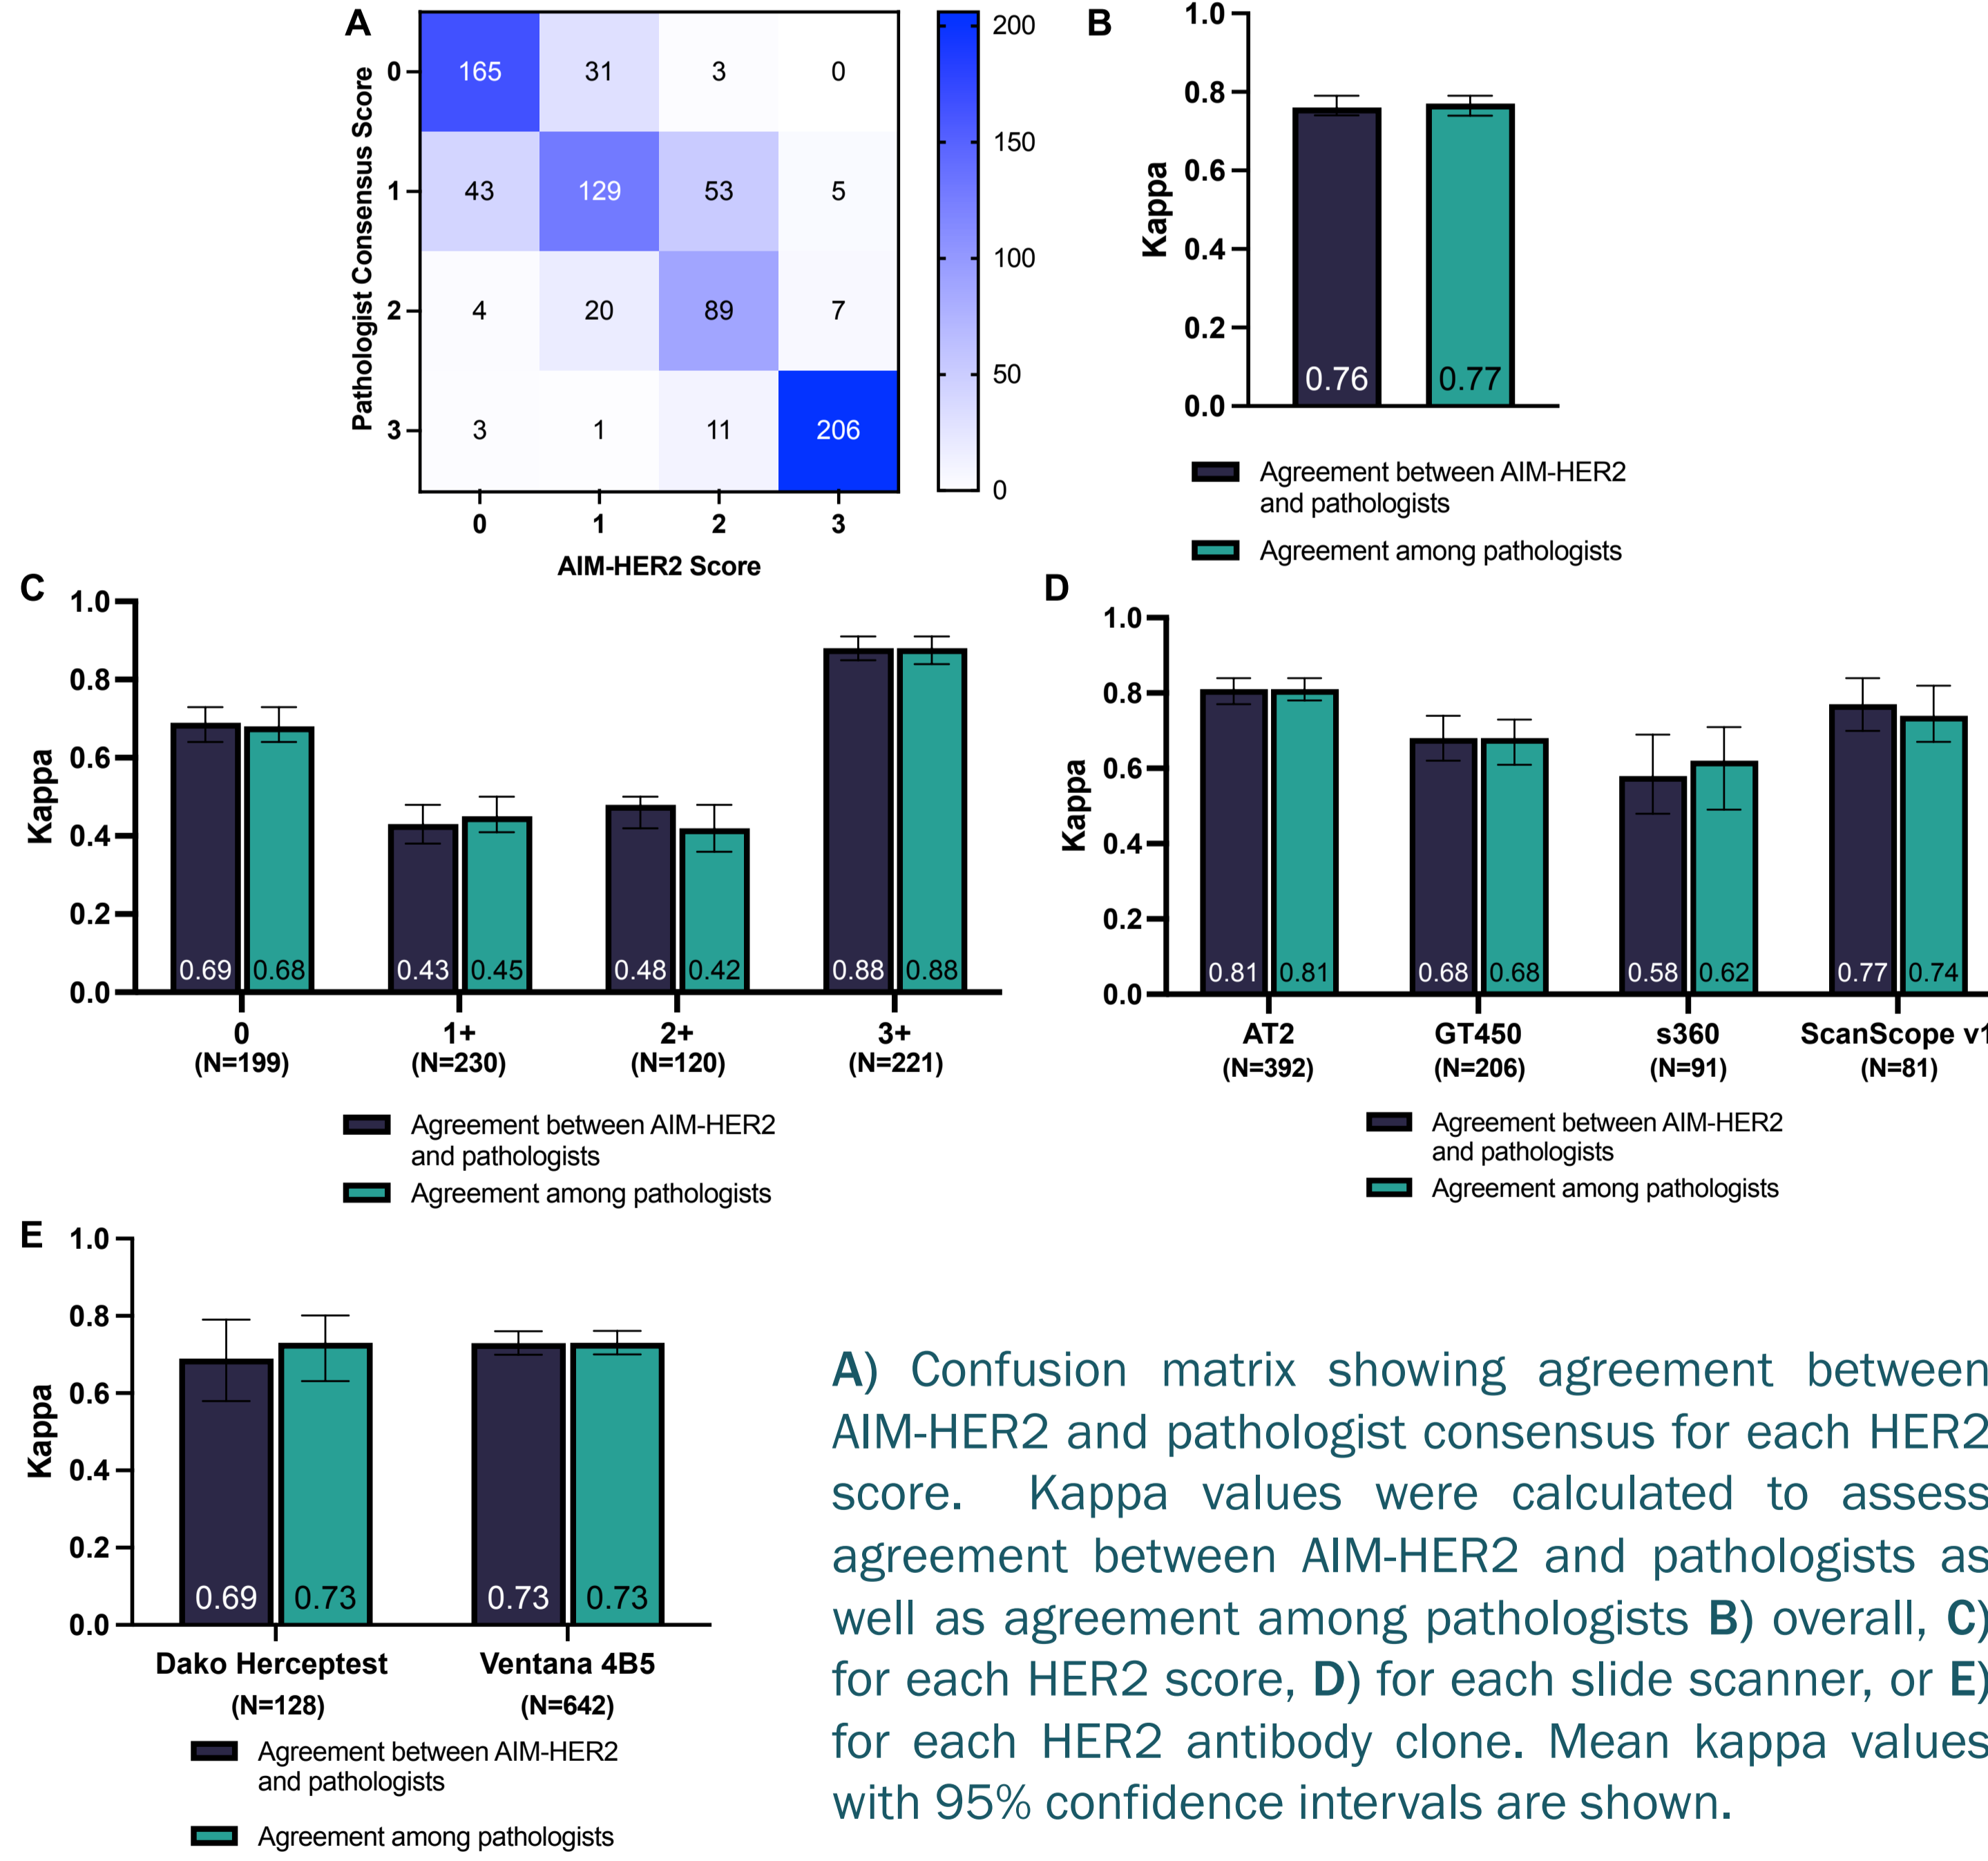 A
Pathologist Consensus Score
0
165 31 3 0
1
43 129 53 5
2
4 20 89 7
3
3 1 11 206
0 1 2 3
AIM-HER2 Score
200
150
100
50
0
B
Kappa
1.0
0.8
0.6
0.4
0.2
0.0
0.76 0.77
Agreement between AIM-HER2
and pathologists
Agreement among pathologists
C
Kappa
1.0
0.8
0.6
0.4
0.2
0.0
0.69 0.68 0.43 0.45 0.48 0.42 0.88 0.88
0 1+ 2+ 3+
(N=199) (N=230) (N=120) (N=221)
Agreement between AIM-HER2
and pathologists
Agreement among pathologists
D
Kappa
1.0
0.8
0.6
0.4
0.2
0.0
0.81 0.81 0.68 0.68 0.58 0.62 0.77 0.74
AT2 GT450 s360 ScanScope v1
(N=392) (N=206) (N=91) (N=81)
Agreement between AIM-HER2
and pathologists
Agreement among pathologists
E
Kappa
1.0
0.8
0.6
0.4
0.2
0.0
0.69 0.73 0.73 0.73
Dako Herceptest Ventana 4B5
(N=128) (N=642)
Agreement between AIM-HER2
and pathologists
Agreement among pathologists
A) Confusion matrix showing agreement between
AIM-HER2 and pathologist consensus for each HER2
score. Kappa values were calculated to assess
agreement between AIM-HER2 and pathologists as
well as agreement among pathologists B) overall, C)
for each HER2 score, D) for each slide scanner, or E)
for each HER2 antibody clone. Mean kappa values
with 95% confidence intervals are shown.